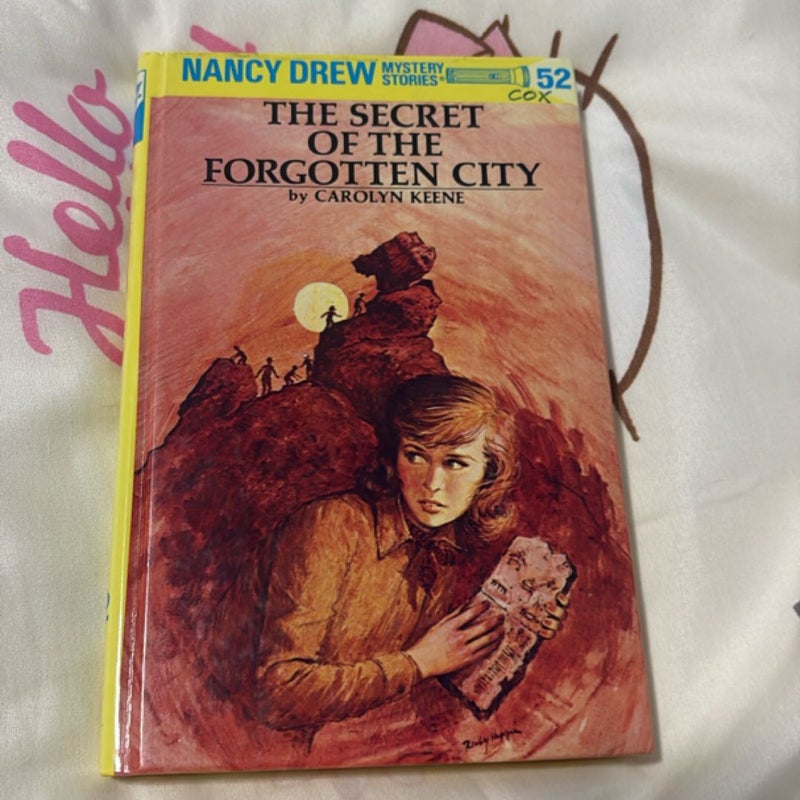 Hello
NANCY DREW MYSTERY STORIES® 52
COX
THE SECRET
OF THE
FORGOTTEN CITY
by CAROLYN KEENE